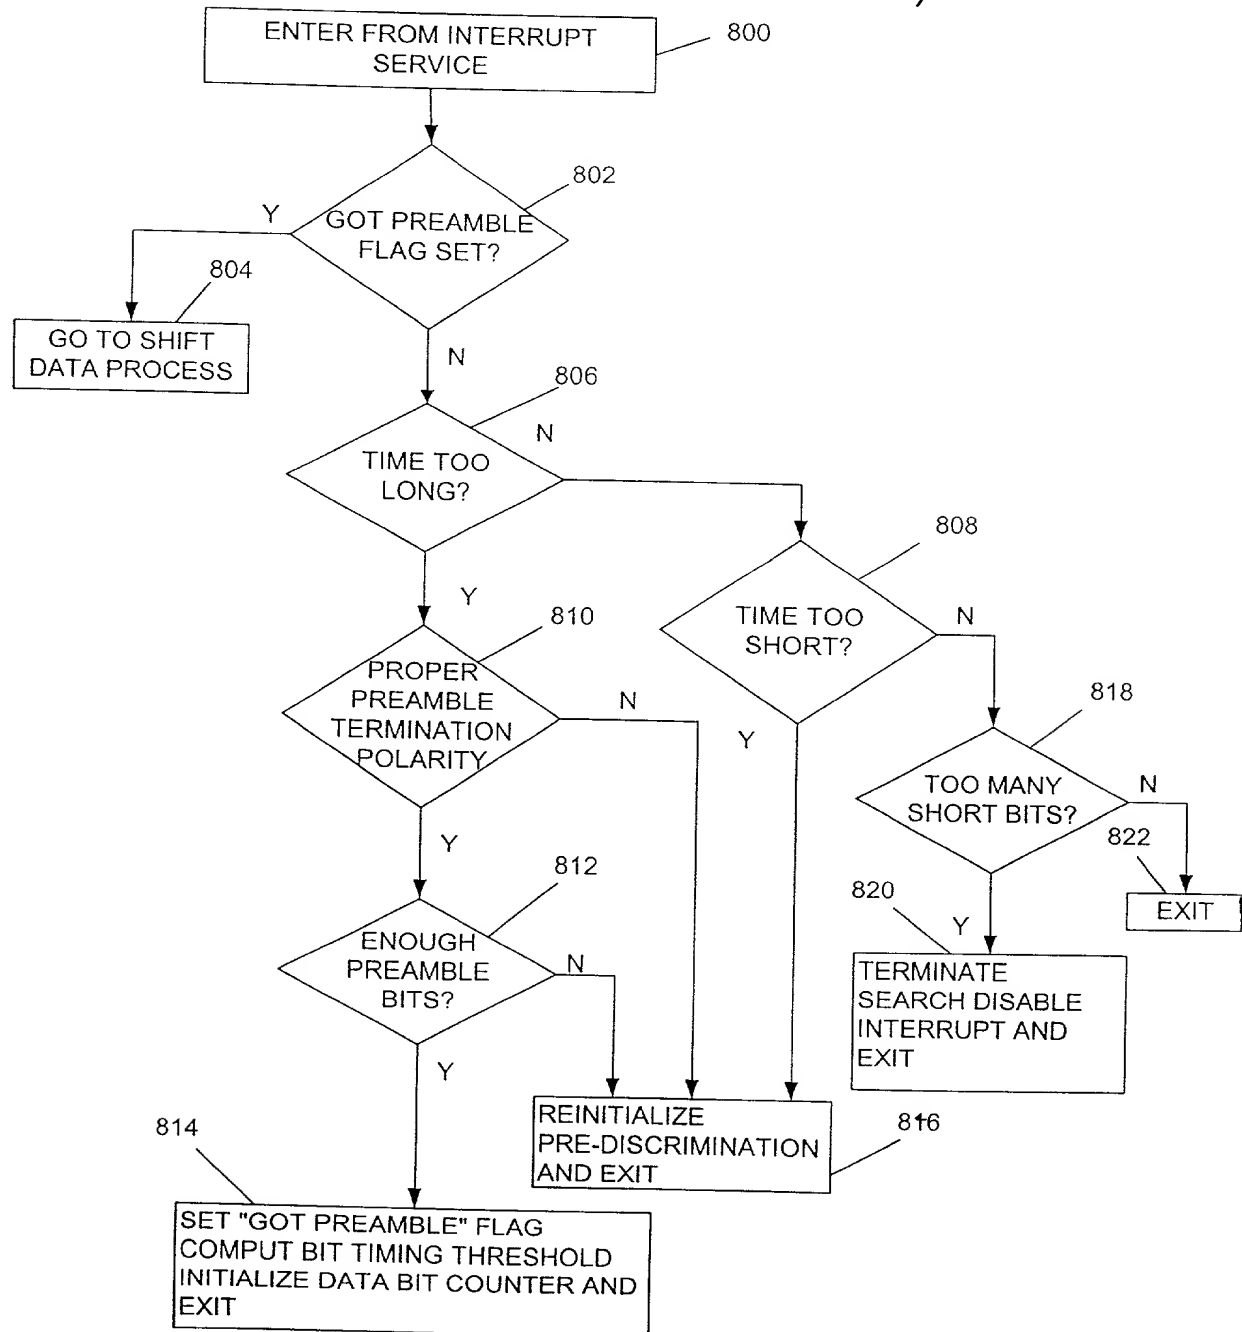 ENTER FROM INTERRUPT
SERVICE
800
802
GOT PREAMBLE
FLAG SET?
Y
804
GO TO SHIFT
DATA PROCESS
N
806
TIME TOO
LONG?
N
808
TIME TOO
SHORT?
N
Y
810
PROPER
PREAMBLE
TERMINATION
POLARITY
N
Y
818
TOO MANY
SHORT BITS?
N
822
EXIT
Y
812
ENOUGH
PREAMBLE
BITS?
N
820
Y
TERMINATE
SEARCH DISABLE
INTERRUPT AND
EXIT
Y
REINITIALIZE
PRE-DISCRIMINATION
AND EXIT
816
814
SET "GOT PREAMBLE" FLAG
COMPUT BIT TIMING THRESHOLD
INITIALIZE DATA BIT COUNTER AND
EXIT